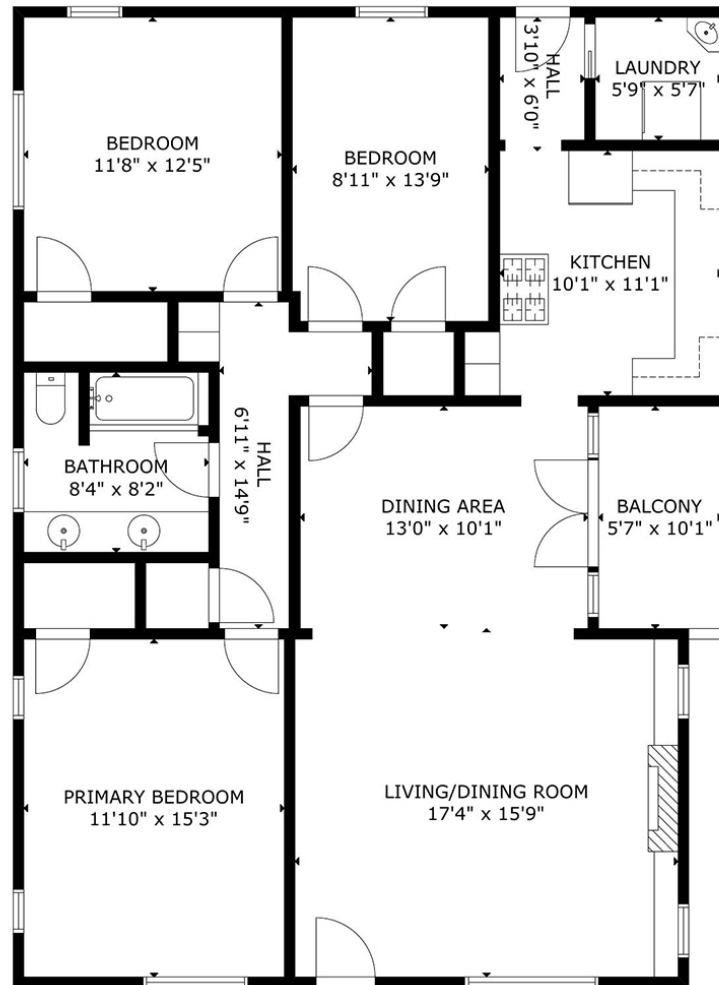 HALL
3'10" x 6'0"
LAUNDRY
5'9" x 5'7"
BEDROOM
11'8" x 12'5"
BEDROOM
8'11" x 13'9"
KITCHEN
10'1" x 11'1"
HALL
6'11" x 14'9"
BATHROOM
8'4" x 8'2"
DINING AREA
13'0" x 10'1"
BALCONY
5'7" x 10'1"
PRIMARY BEDROOM
11'10" x 15'3"
LIVING/DINING ROOM
17'4" x 15'9"